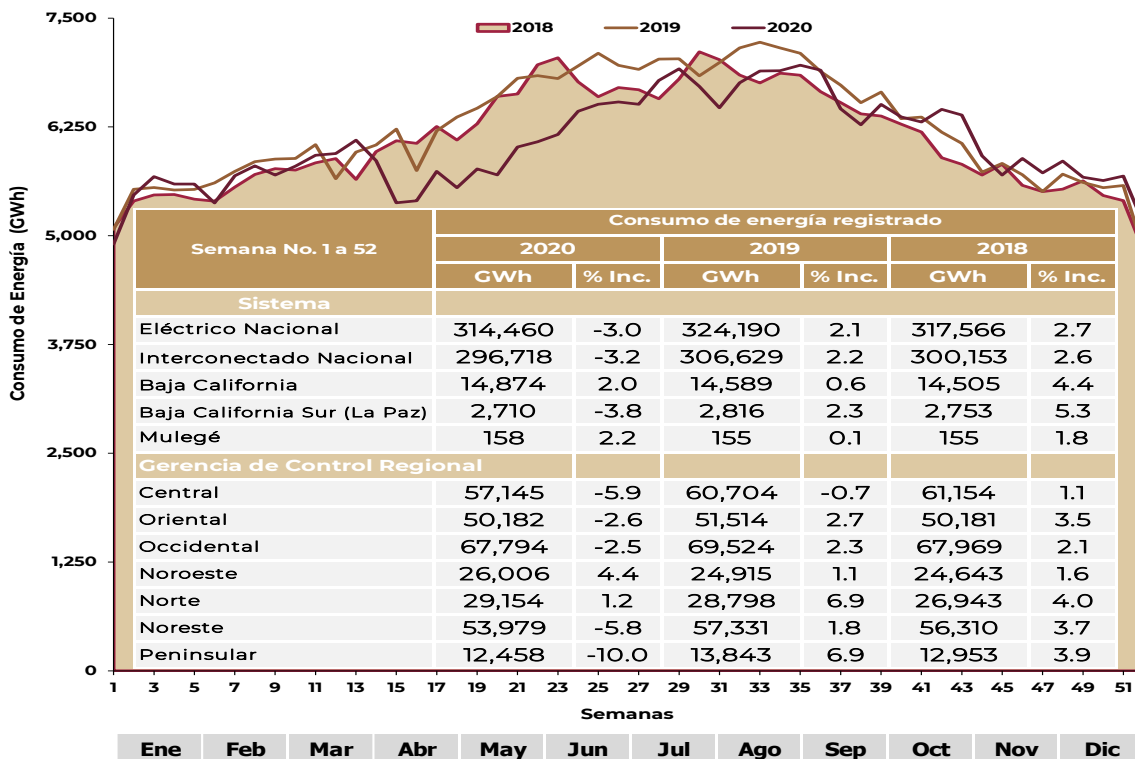 7,500
6,250
5,000
3,750
2,500
1,250
0
Consumo de Energía (GWh)
2018 2019 2020
Semana No. 1 a 52 Consumo de energía registrado
2020 2019 2018
GWh % Inc. GWh % Inc. GWh % Inc.
Sistema
Eléctrico Nacional 314,460 -3.0 324,190 2.1 317,566 2.7
Interconectado Nacional 296,718 -3.2 306,629 2.2 300,153 2.6
Baja California 14,874 2.0 14,589 0.6 14,505 4.4
Baja California Sur (La Paz) 2,710 -3.8 2,816 2.3 2,753 5.3
Mulegé 158 2.2 155 0.1 155 1.8
Gerencia de Control Regional
Central 57,145 -5.9 60,704 -0.7 61,154 1.1
Oriental 50,182 -2.6 51,514 2.7 50,181 3.5
Occidental 67,794 -2.5 69,524 2.3 67,969 2.1
Noroeste 26,006 4.4 24,915 1.1 24,643 1.6
Norte 29,154 1.2 28,798 6.9 26,943 4.0
Noreste 53,979 -5.8 57,331 1.8 56,310 3.7
Peninsular 12,458 -10.0 13,843 6.9 12,953 3.9
1 3 5 7 9 11 13 15 17 19 21 23 25 27 29 31 33 35 37 39 41 43 45 47 49 51
Semanas
Ene Feb Mar Abr May Jun Jul Ago Sep Oct Nov Dic